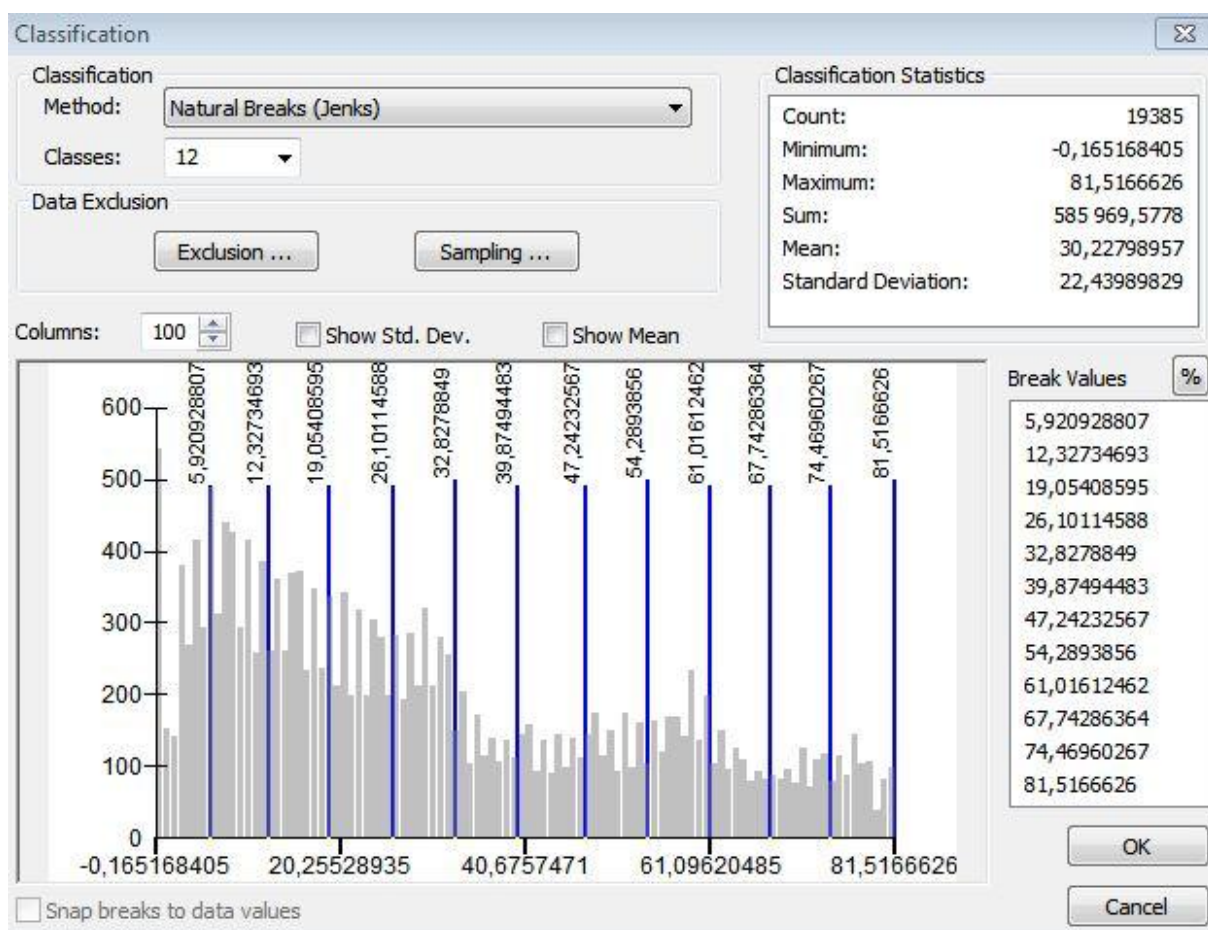 Classification
Classification
Method: Natural Breaks (Jenks)
Classes: 12
Data Exclusion
Exclusion ...
Sampling ...
Classification Statistics
Count: 19385
Minimum: -0,165168405
Maximum: 81,5166626
Sum: 585 969,5778
Mean: 30,22798957
Standard Deviation: 22,43989829
Columns: 100
Show Std. Dev.
Show Mean
600
500
400
300
200
100
0
5,920928807
12,32734693
19,05408595
26,10114588
32,8278849
39,87494483
47,24232567
54,2893856
61,01612462
67,74286364
74,46960267
81,5166626
-0,165168405 20,25528935 40,6757471 61,09620485 81,5166626
Break Values %
5,920928807
12,32734693
19,05408595
26,10114588
32,8278849
39,87494483
47,24232567
54,2893856
61,01612462
67,74286364
74,46960267
81,5166626
OK
Cancel
Snap breaks to data values